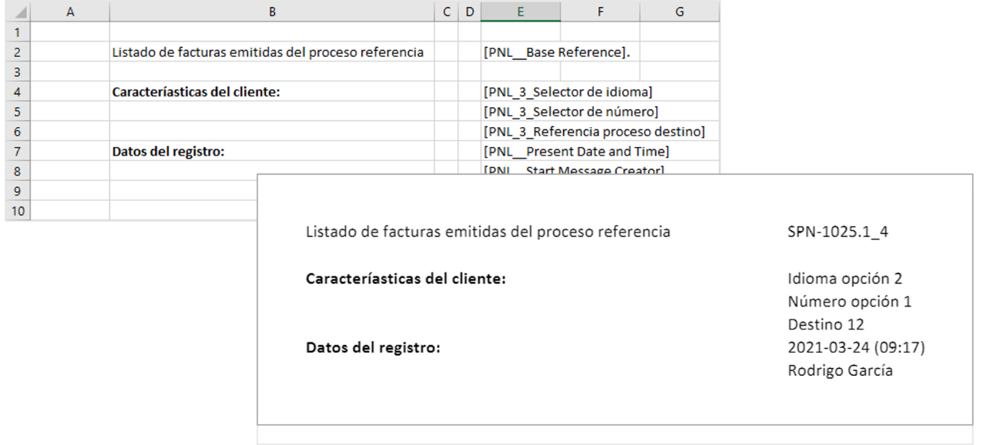 A B C D E F G
1
2 Listado de facturas emitidas del proceso referencia [PNL__Base Reference].
3
4 Caracteríasticas del cliente: [PNL_3_Selector de idioma]
5 [PNL_3_Selector de número]
6 [PNL_3_Referencia proceso destino]
7 Datos del registro: [PNL__Present Date and Time]
8 [PNL__Start Message Creator]
9
10
Listado de facturas emitidas del proceso referencia SPN-1025.1_4
Caracteríasticas del cliente: Idioma opción 2
Número opción 1
Destino 12
Datos del registro: 2021-03-24 (09:17)
Rodrigo García